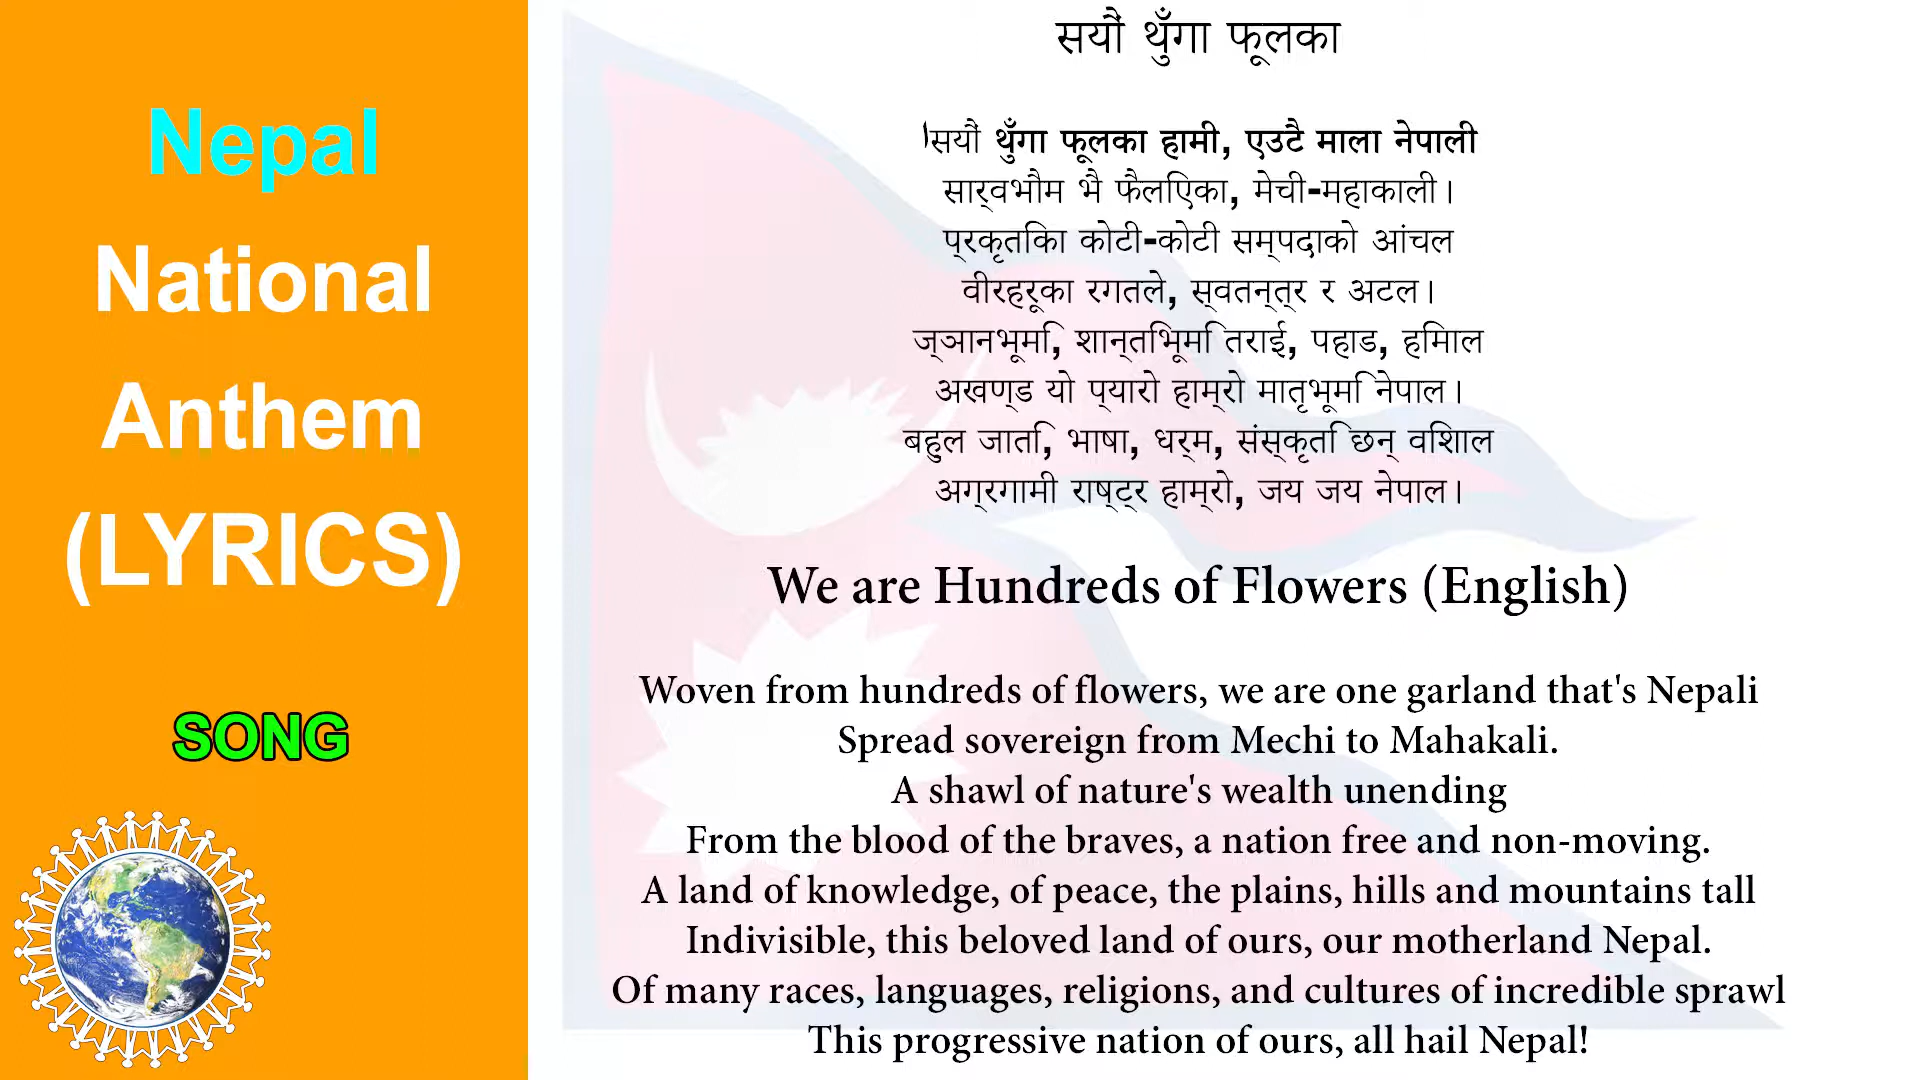 Nepal
National
Anthem
(LYRICS)
SONG
सयौं थुँगा फूलका
सयौं थुँगा फूलका हामी, एउटै माला नेपाली
सार्वभौम भै फैलिएका, मेची-महाकाली।
प्रकृतिका कोटी-कोटी सम्पदाको आंचल
वीरहरूका रगतले, स्वतन्त्र र अटल।
ज्ञानभूमि, शान्तिभूमि तराई, पहाड, हिमाल
अखण्ड यो प्यारो हाम्रो मातृभूमि नेपाल।
बहुल जाति, भाषा, धर्म, संस्कृति छन् विशाल
अग्रगामी राष्ट्र हाम्रो, जय जय नेपाल।
We are Hundreds of Flowers (English)
Woven from hundreds of flowers, we are one garland that's Nepali
Spread sovereign from Mechi to Mahakali.
A shawl of nature's wealth unending
From the blood of the braves, a nation free and non-moving.
A land of knowledge, of peace, the plains, hills and mountains tall
Indivisible, this beloved land of ours, our motherland Nepal.
Of many races, languages, religions, and cultures of incredible sprawl
This progressive nation of ours, all hail Nepal!